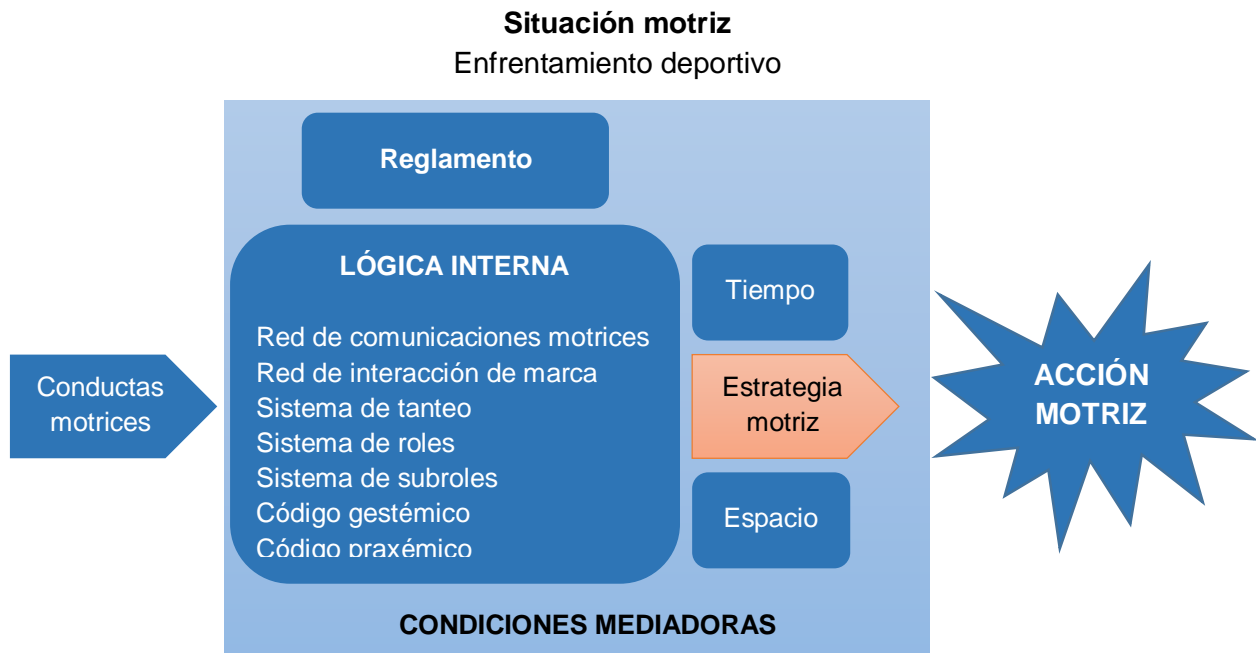 Situación motriz
Enfrentamiento deportivo
Reglamento
LÓGICA INTERNA
Red de comunicaciones motrices
Red de interacción de marca
Sistema de tanteo
Sistema de roles
Sistema de subroles
Código gestémico
Código praxémico
Conductas
motrices
Tiempo
Estrategia
motriz
Espacio
ACCIÓN
MOTRIZ
CONDICIONES MEDIADORAS